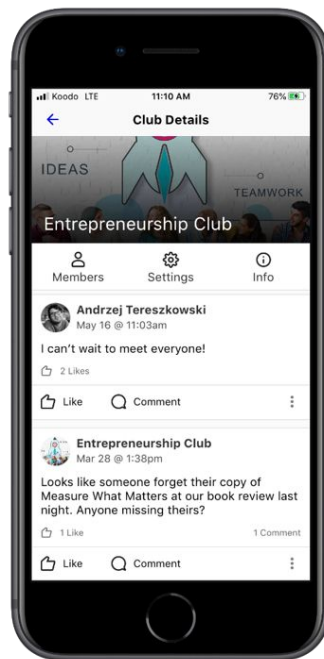 Koodo LTE 11:10 AM 76%
Club Details
IDEAS
TEAMWORK
Entrepreneurship Club
Members Settings Info
Andrzej Tereszkowski
May 16 @ 11:03am
I can't wait to meet everyone!
2 Likes
Like Comment
Entrepreneurship Club
Mar 28 @ 1:38pm
Looks like someone forget their copy of
Measure What Matters at our book review last
night. Anyone missing theirs?
1 Like 1 Comment
Like Comment